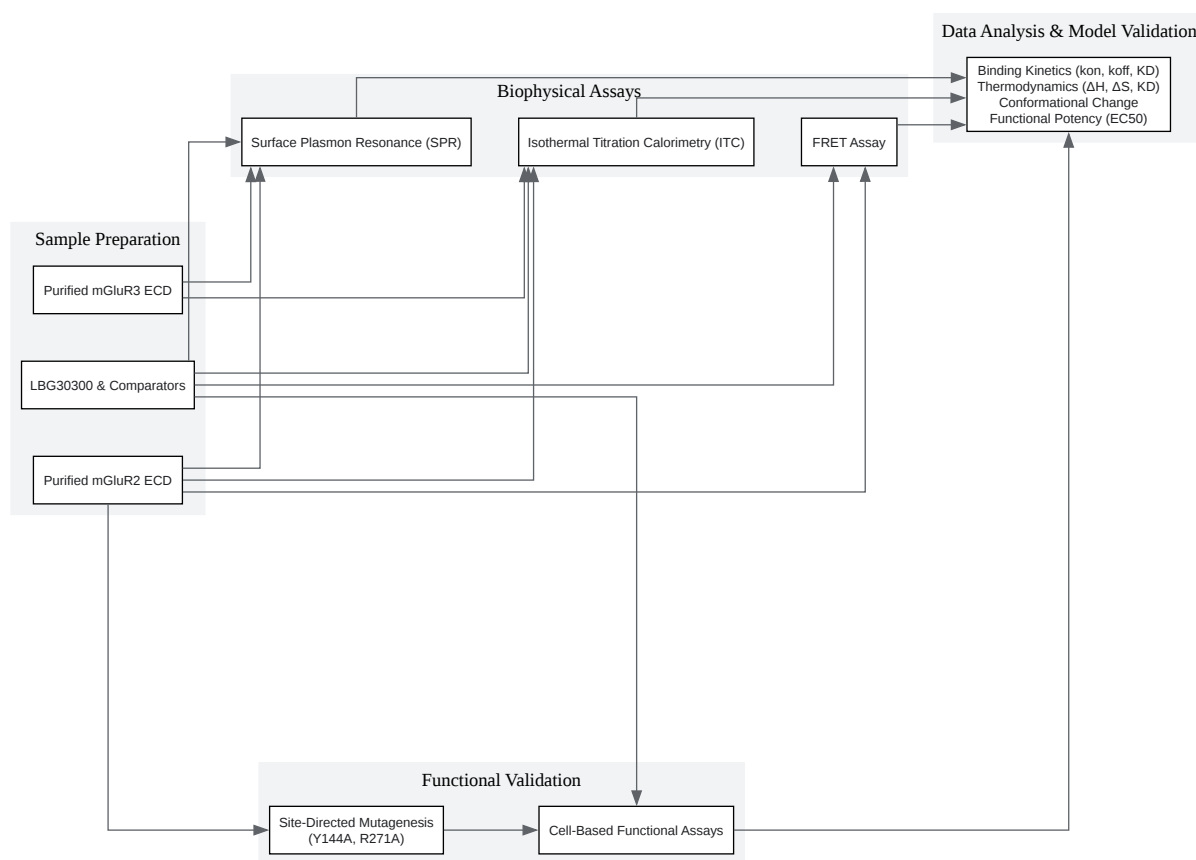 Data Analysis & Model Validation
Binding Kinetics (kon, koff, KD)
Thermodynamics (ΔH, ΔS, KD)
Conformational Change
Functional Potency (EC50)
Biophysical Assays
Surface Plasmon Resonance (SPR)
Isothermal Titration Calorimetry (ITC)
FRET Assay
Sample Preparation
Purified mGluR3 ECD
LBG30300 & Comparators
Purified mGluR2 ECD
Functional Validation
Site-Directed Mutagenesis
(Y144A, R271A)
Cell-Based Functional Assays